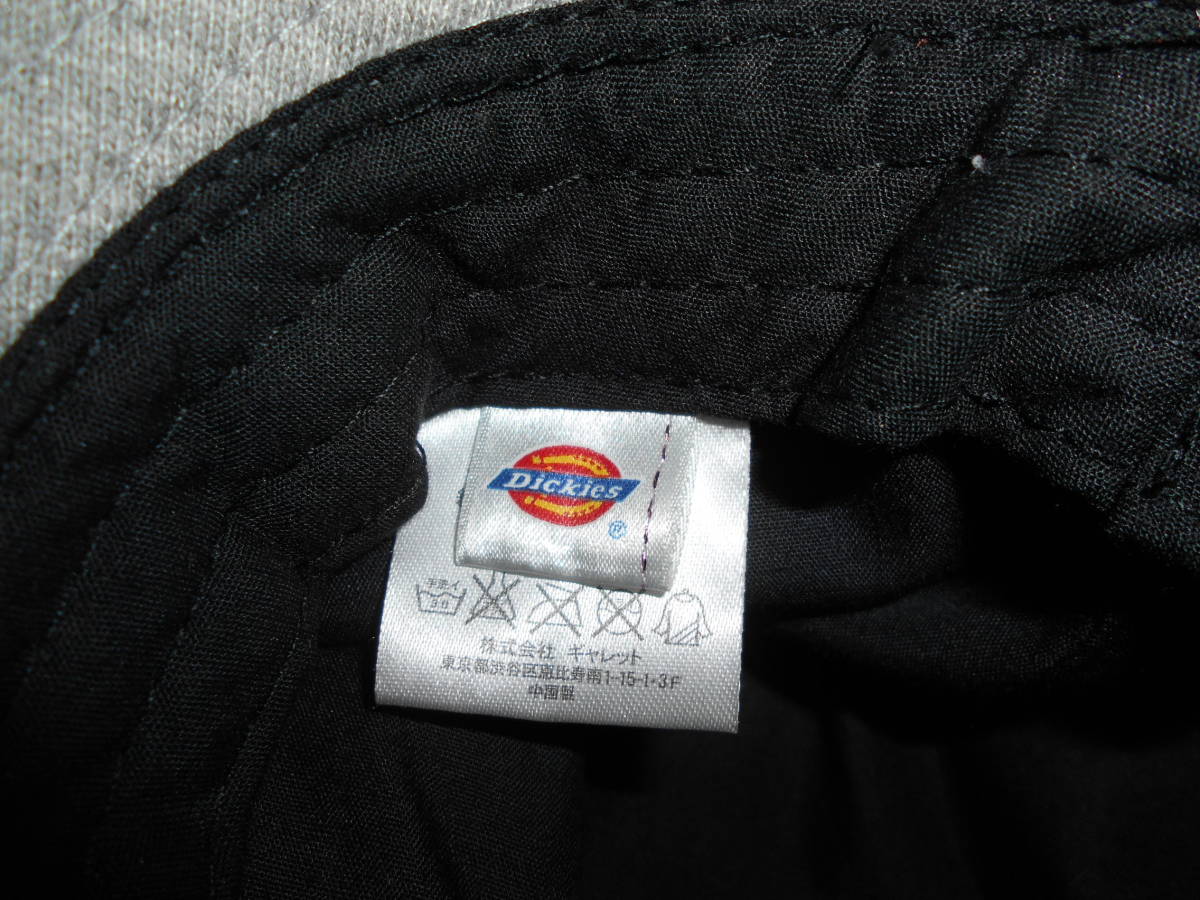 Dickies
®
手洗イ
30
株式会社 ギャレット
東京都渋谷区恵比寿南1-15-1-3F
中国製